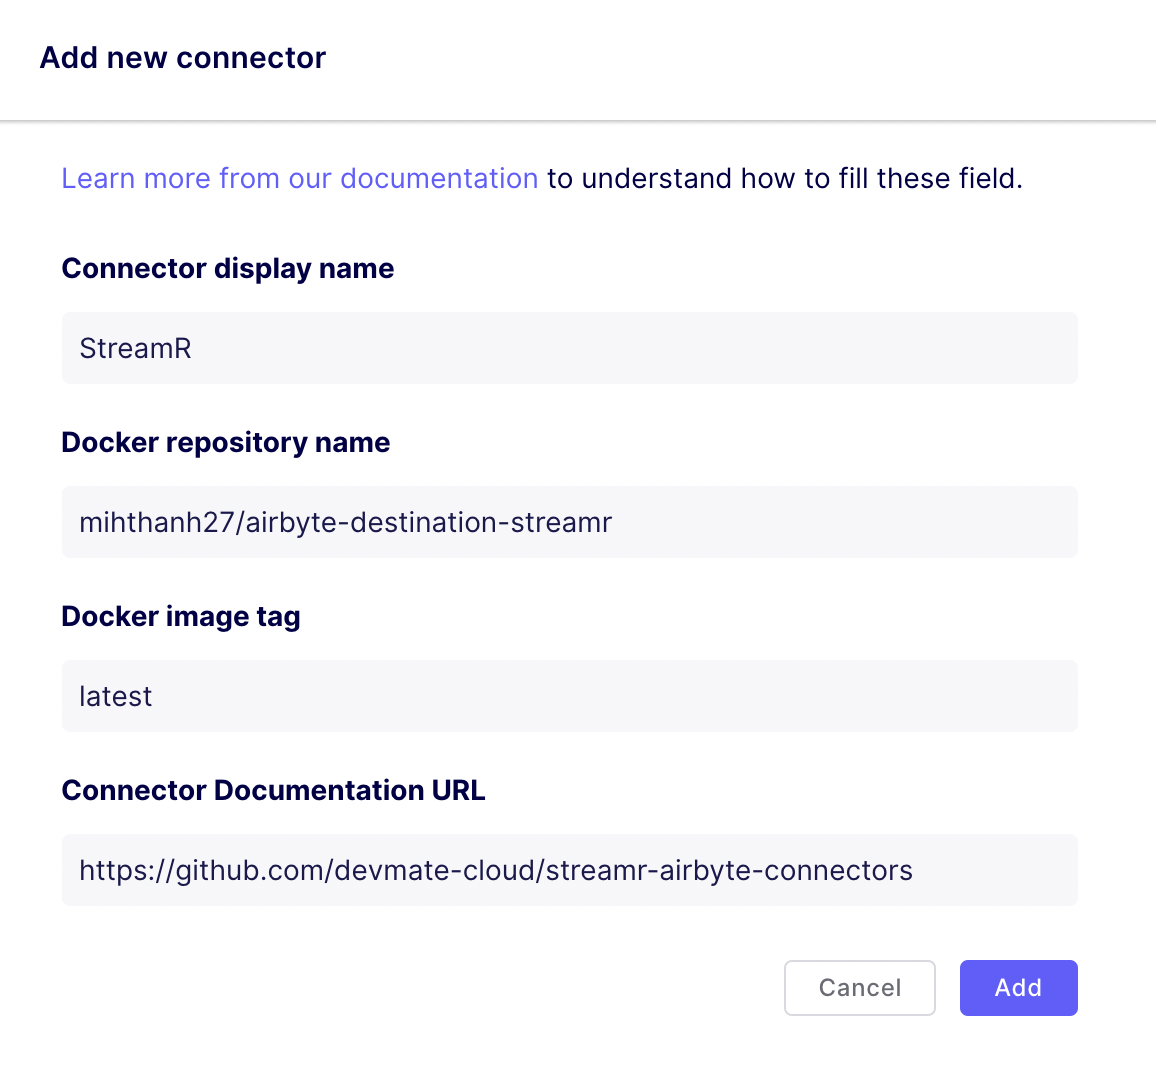 Add new connector
Learn more from our documentation to understand how to fill these field.
Connector display name
StreamR
Docker repository name
mihthanh27/airbyte-destination-streamr
Docker image tag
latest
Connector Documentation URL
https://github.com/devmate-cloud/streamr-airbyte-connectors
Cancel Add